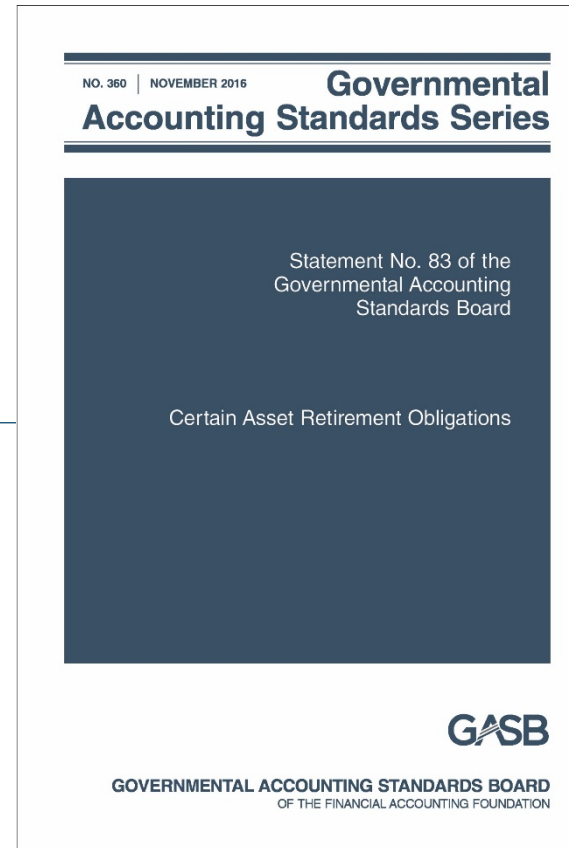 NO. 360 | NOVEMBER 2016
Governmental
Accounting Standards Series
Statement No. 83 of the
Governmental Accounting
Standards Board
Certain Asset Retirement Obligations
GASB
GOVERNMENTAL ACCOUNTING STANDARDS BOARD
OF THE FINANCIAL ACCOUNTING FOUNDATION